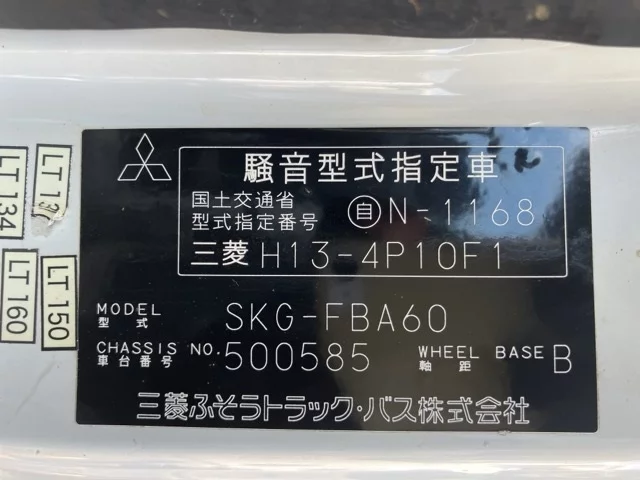 騒音型式指定車
国土交通省
型式指定番号 自N-1168
三菱 H13-4P10F1
MODEL
型式
SKG-FBA60
CHASSIS NO.
車台番号
500585
WHEEL BASE
軸距
B
三菱ふそうトラック・バス株式会社
LT 134
LT 160
LT 150